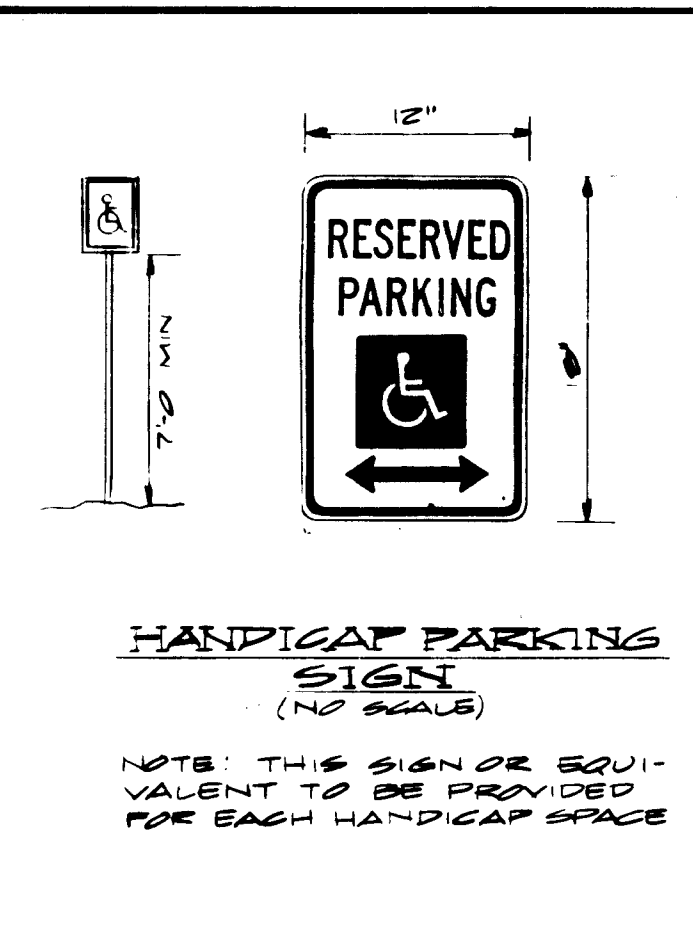 12"
RESERVED
PARKING
7'-0 MIN
HANDICAP PARKING
SIGN
(NO SCALE)
NOTE: THIS SIGN OR EQUI-
VALENT TO BE PROVIDED
FOR EACH HANDICAP SPACE